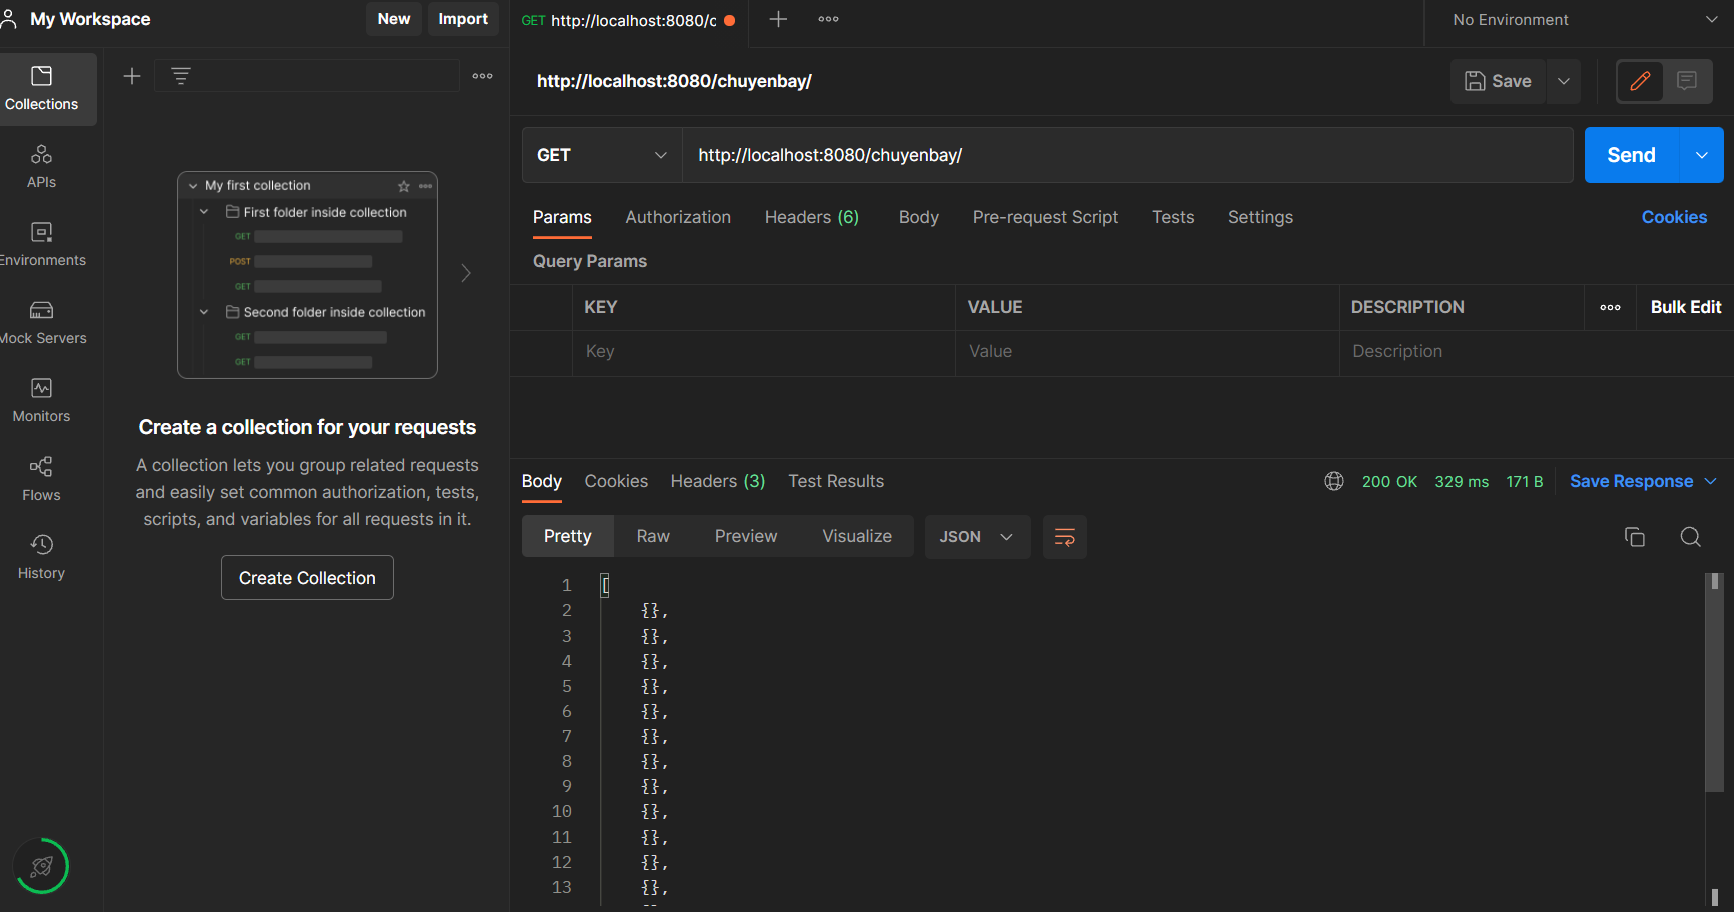 My Workspace
New
Import
GET http://localhost:8080/c
No Environment
Collections
APIs
Environments
Mock Servers
Monitors
Flows
History
My first collection
First folder inside collection
GET
POST
GET
Second folder inside collection
GET
GET
Create a collection for your requests
A collection lets you group related requests
and easily set common authorization, tests,
scripts, and variables for all requests in it.
Create Collection
http://localhost:8080/chuyenbay/
Save
GET
http://localhost:8080/chuyenbay/
Send
Params
Authorization
Headers (6)
Body
Pre-request Script
Tests
Settings
Cookies
Query Params
KEY
VALUE
DESCRIPTION
Bulk Edit
Key
Value
Description
Body
Cookies
Headers (3)
Test Results
200 OK
329 ms
171 B
Save Response
Pretty
Raw
Preview
Visualize
JSON
1 [
2 {},
3 {},
4 {},
5 {},
6 {},
7 {},
8 {},
9 {},
10 {},
11 {},
12 {},
13 {},